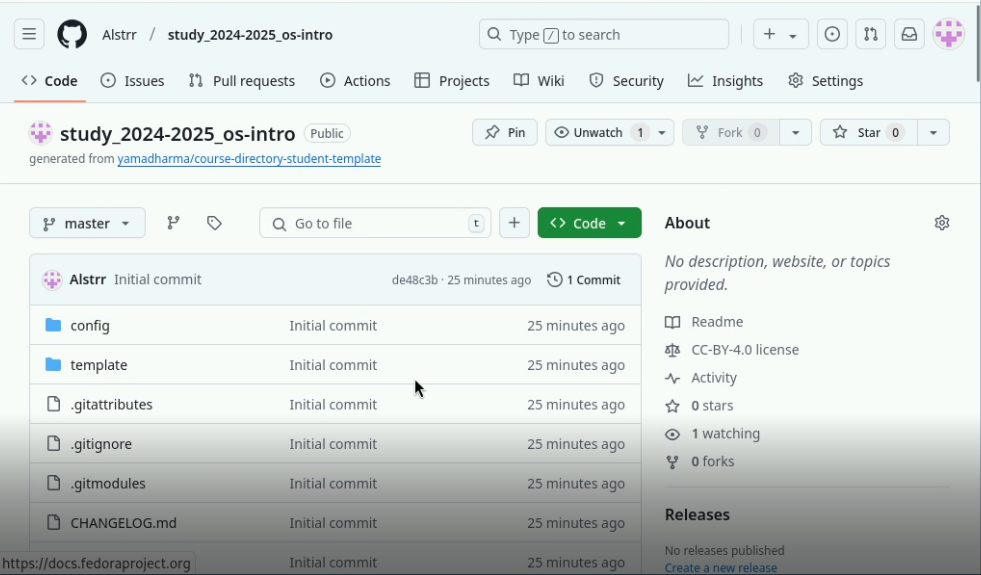 Alstrr / study_2024-2025_os-intro Type / to search
Code Issues Pull requests Actions Projects Wiki Security Insights Settings
study_2024-2025_os-intro Public Pin Unwatch 1 Fork 0 Star 0
generated from yamadharma/course-directory-student-template
master Go to file t + Code About
No description, website, or topics
provided.
Alstrr Initial commit de48c3b · 25 minutes ago 1 Commit
config Initial commit 25 minutes ago Readme
template Initial commit 25 minutes ago CC-BY-4.0 license
Activity
.gitattributes Initial commit 25 minutes ago 0 stars
.gitignore Initial commit 25 minutes ago 1 watching
0 forks
.gitmodules Initial commit 25 minutes ago
CHANGELOG.md Initial commit 25 minutes ago Releases
No releases published
https://docs.fedoraproject.org Initial commit 25 minutes ago Create a new release